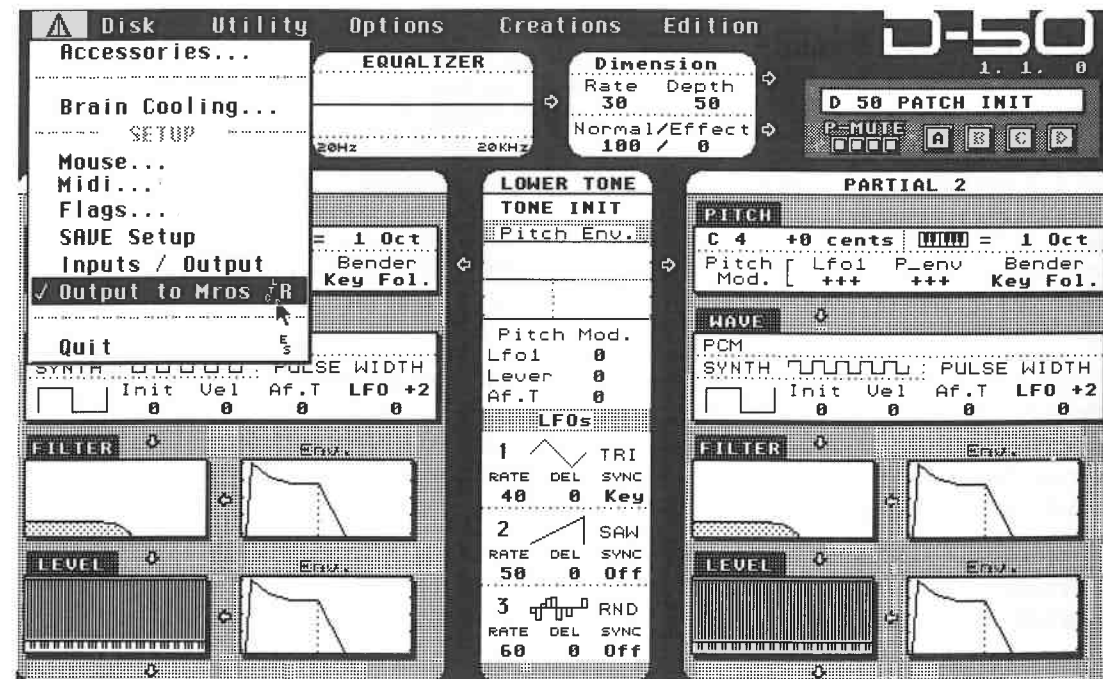 Disk Utility Options Creations Edition
D-50
1. 1. 0
Accessories...
Brain Cooling...
SETUP
Mouse...
Midi...
Flags...
SAVE Setup
Inputs / Output
✓ Output to Mros
Quit
EQUALIZER
20Hz 20KHz
Dimension
Rate Depth
30 50
Normal/Effect
100 / 0
D 50 PATCH INIT
P-MUTE A B C D
= 1 Oct
Bender
Key Fol.
SYNTH : PULSE WIDTH
Init Vel Af.T LFO +2
0 0 0 0
FILTER Env.
LEVEL Env.
LOWER TONE
TONE INIT
Pitch Env.
Pitch Mod.
Lfo1 0
Lever 0
Af.T 0
LFOs
1 TRI
RATE DEL SYNC
40 0 Key
2 SAW
RATE DEL SYNC
50 0 Off
3 RND
RATE DEL SYNC
60 0 Off
PARTIAL 2
PITCH
C 4 +0 cents = 1 Oct
Pitch [ Lfo1 P_env Bender
Mod. [ +++ +++ Key Fol.
WAVE
PCM
SYNTH : PULSE WIDTH
Init Vel Af.T LFO +2
0 0 0 0
FILTER Env.
LEVEL Env.